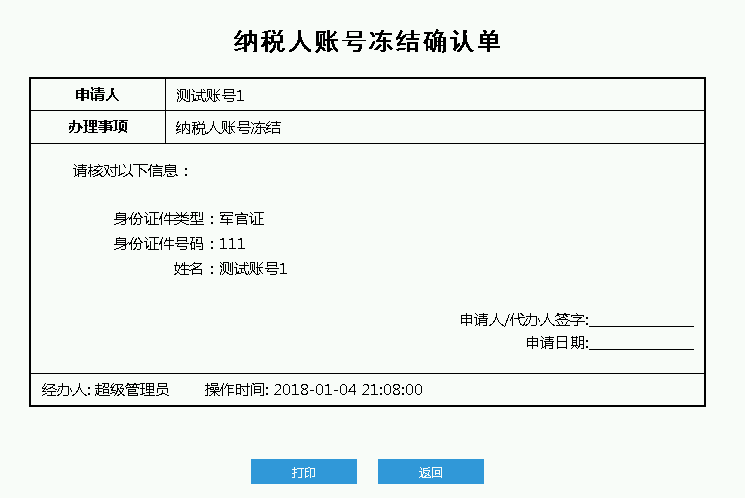 纳税人账号冻结确认单
申请人 测试账号1
办理事项 纳税人账号冻结
请核对以下信息：
身份证件类型：军官证
身份证件号码：111
姓名：测试账号1
申请人/代办人签字:______________
申请日期:______________
经办人: 超级管理员 操作时间: 2018-01-04 21:08:00
打印 返回